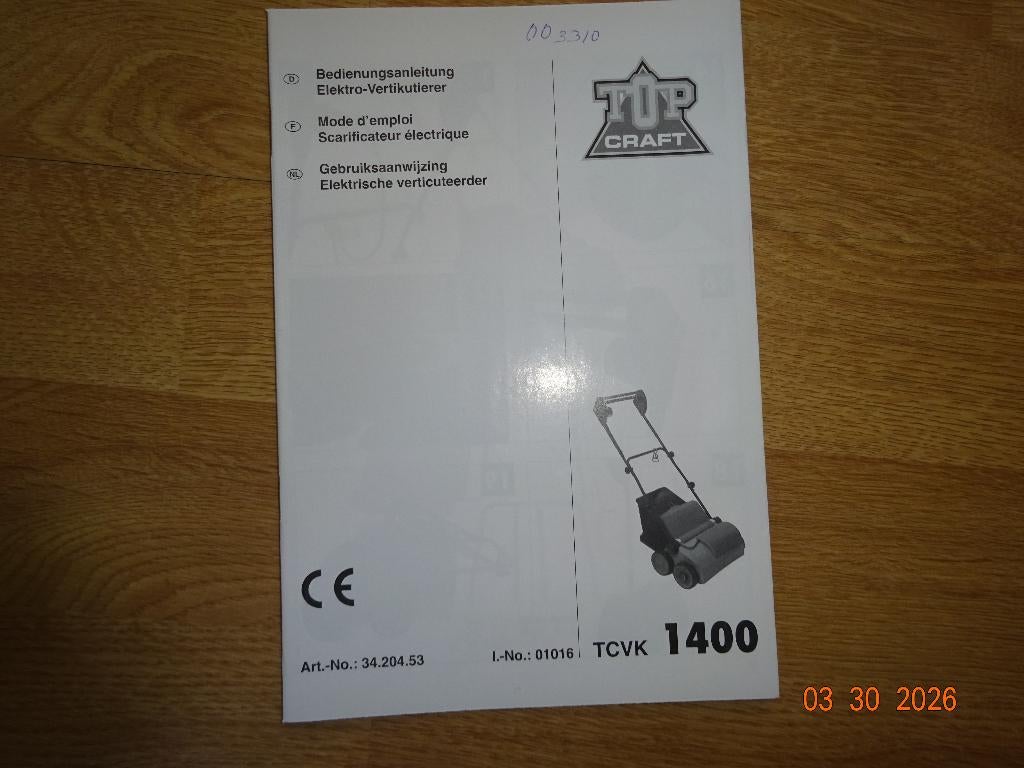 003310
D Bedienungsanleitung
Elektro-Vertikutierer
F Mode d'emploi
Scarificateur électrique
NL Gebruiksaanwijzing
Elektrische verticuteerder
TOP
CRAFT
CE
Art.-No.: 34.204.53
I.-No.: 01016
TCVK 1400
03 30 2026